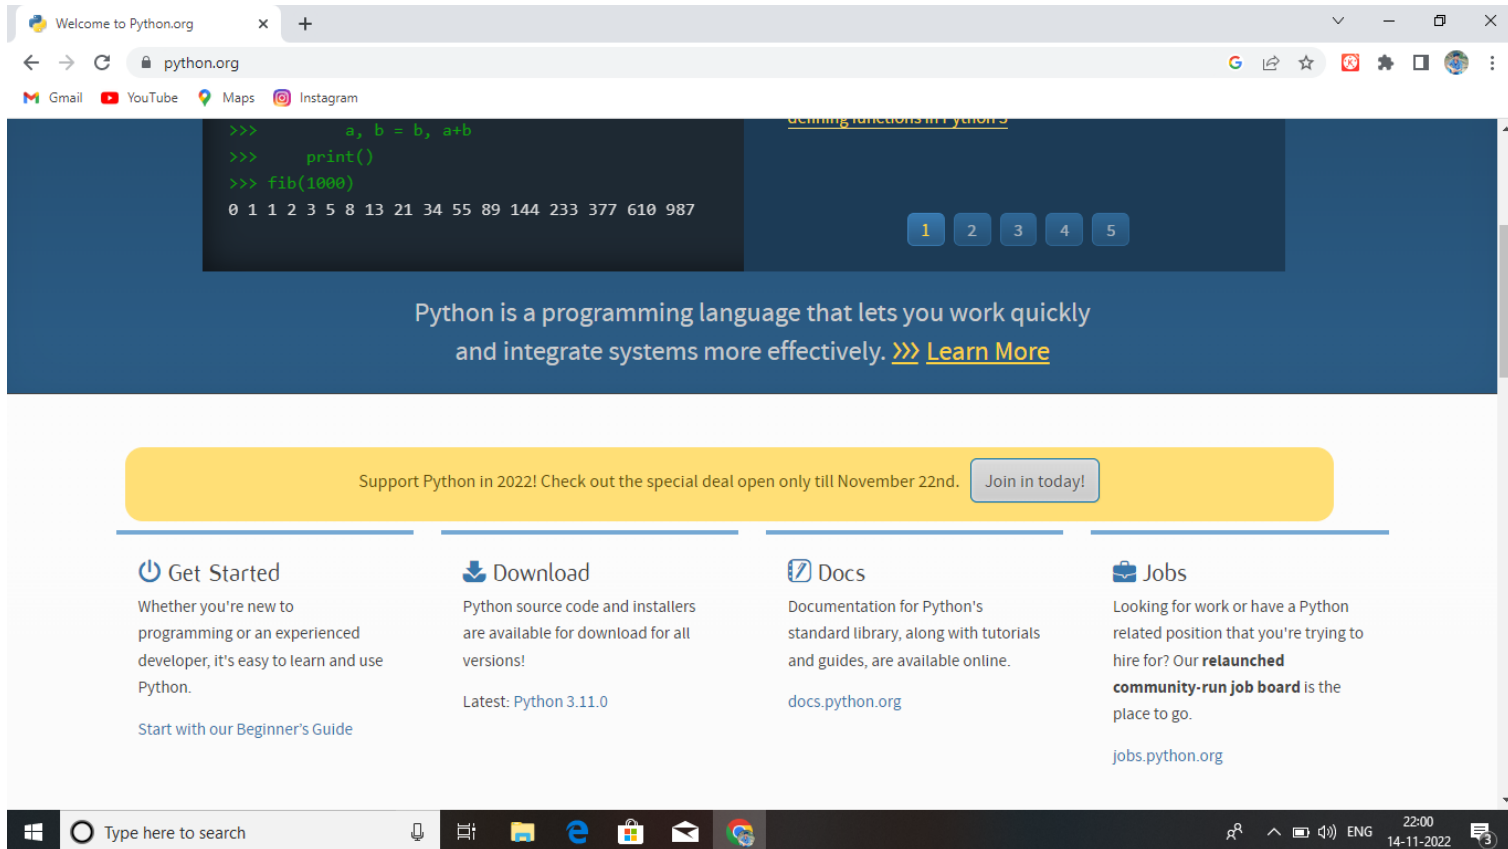 Welcome to Python.org
python.org
Gmail YouTube Maps Instagram
>>> a, b = b, a+b
>>> print()
>>> fib(1000)
0 1 1 2 3 5 8 13 21 34 55 89 144 233 377 610 987
defining functions in Python 3
1 2 3 4 5
Python is a programming language that lets you work quickly
and integrate systems more effectively. >>> Learn More
Support Python in 2022! Check out the special deal open only till November 22nd. Join in today!
Get Started
Whether you're new to
programming or an experienced
developer, it's easy to learn and use
Python.
Start with our Beginner's Guide
Download
Python source code and installers
are available for download for all
versions!
Latest: Python 3.11.0
Docs
Documentation for Python's
standard library, along with tutorials
and guides, are available online.
docs.python.org
Jobs
Looking for work or have a Python
related position that you're trying to
hire for? Our relaunched
community-run job board is the
place to go.
jobs.python.org
Type here to search
ENG
22:00
14-11-2022
3